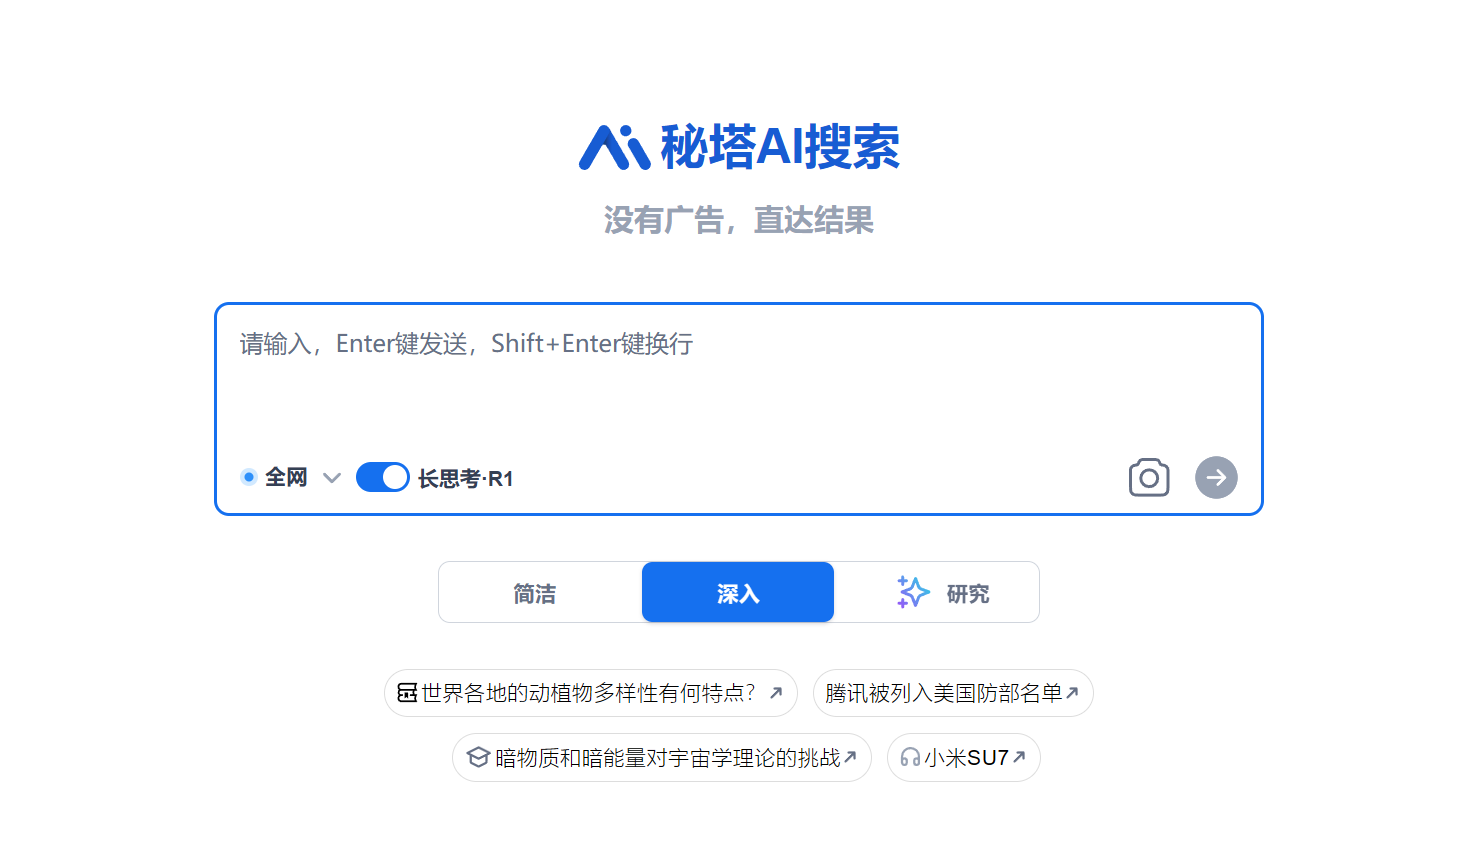 秘塔AI搜索
没有广告，直达结果
请输入，Enter键发送，Shift+Enter键换行
全网 长思考·R1
简洁 深入 研究
世界各地的动植物多样性有何特点？ 腾讯被列入美国防部名单
暗物质和暗能量对宇宙学理论的挑战 小米SU7